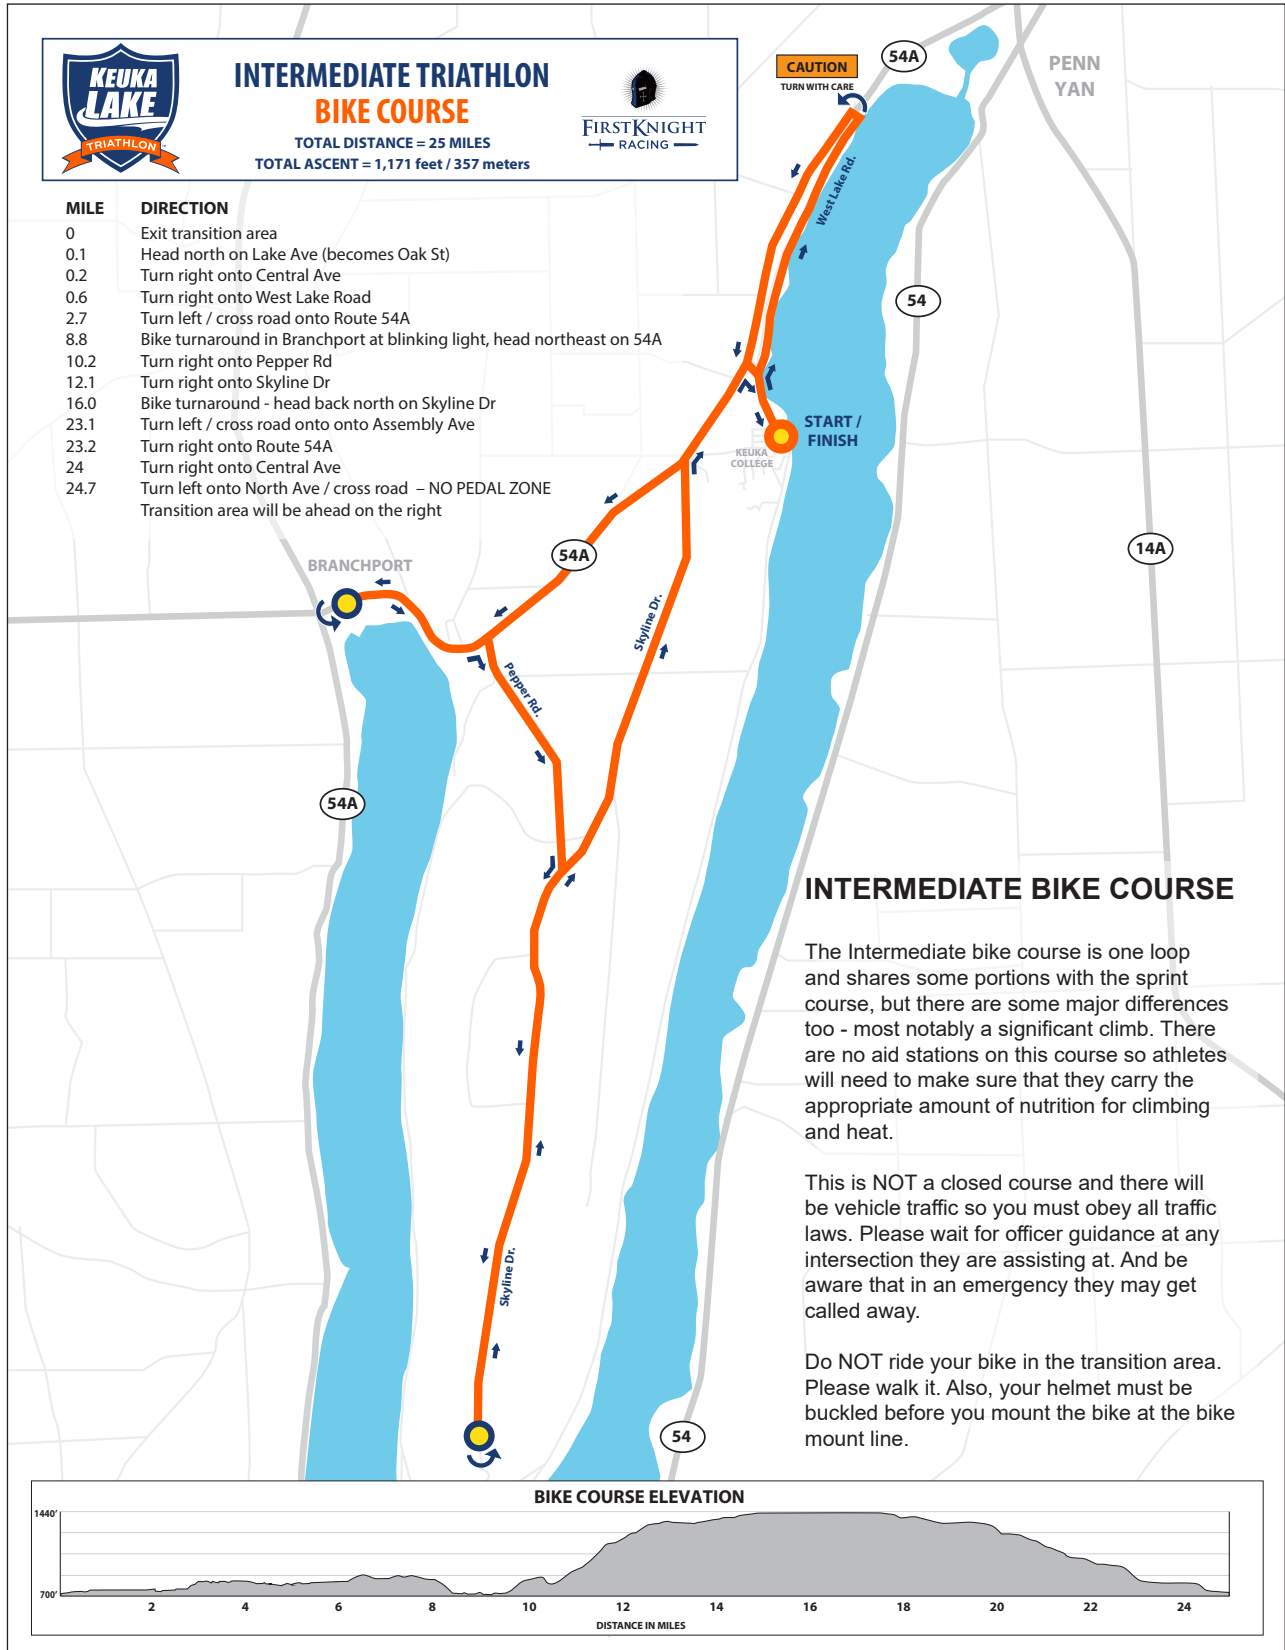 KEUKA
LAKE
TRIATHLON
INTERMEDIATE TRIATHLON
BIKE COURSE
TOTAL DISTANCE = 25 MILES
TOTAL ASCENT = 1,171 feet / 357 meters
FIRSTKNIGHT
RACING
CAUTION
TURN WITH CARE
54A
PENN
YAN
MILE DIRECTION
0 Exit transition area
0.1 Head north on Lake Ave (becomes Oak St)
0.2 Turn right onto Central Ave
0.6 Turn right onto West Lake Road
2.7 Turn left / cross road onto Route 54A
8.8 Bike turnaround in Branchport at blinking light, head northeast on 54A
10.2 Turn right onto Pepper Rd
12.1 Turn right onto Skyline Dr
16.0 Bike turnaround - head back north on Skyline Dr
23.1 Turn left / cross road onto onto Assembly Ave
23.2 Turn right onto Route 54A
24 Turn right onto Central Ave
24.7 Turn left onto North Ave / cross road – NO PEDAL ZONE
Transition area will be ahead on the right
West Lake Rd.
54
START /
FINISH
KEUKA
COLLEGE
54A
14A
BRANCHPORT
Skyline Dr.
Pepper Rd.
54A
Skyline Dr.
54
INTERMEDIATE BIKE COURSE
The Intermediate bike course is one loop
and shares some portions with the sprint
course, but there are some major differences
too - most notably a significant climb. There
are no aid stations on this course so athletes
will need to make sure that they carry the
appropriate amount of nutrition for climbing
and heat.
This is NOT a closed course and there will
be vehicle traffic so you must obey all traffic
laws. Please wait for officer guidance at any
intersection they are assisting at. And be
aware that in an emergency they may get
called away.
Do NOT ride your bike in the transition area.
Please walk it. Also, your helmet must be
buckled before you mount the bike at the bike
mount line.
BIKE COURSE ELEVATION
1440'
700'
2 4 6 8 10 12 14 16 18 20 22 24
DISTANCE IN MILES